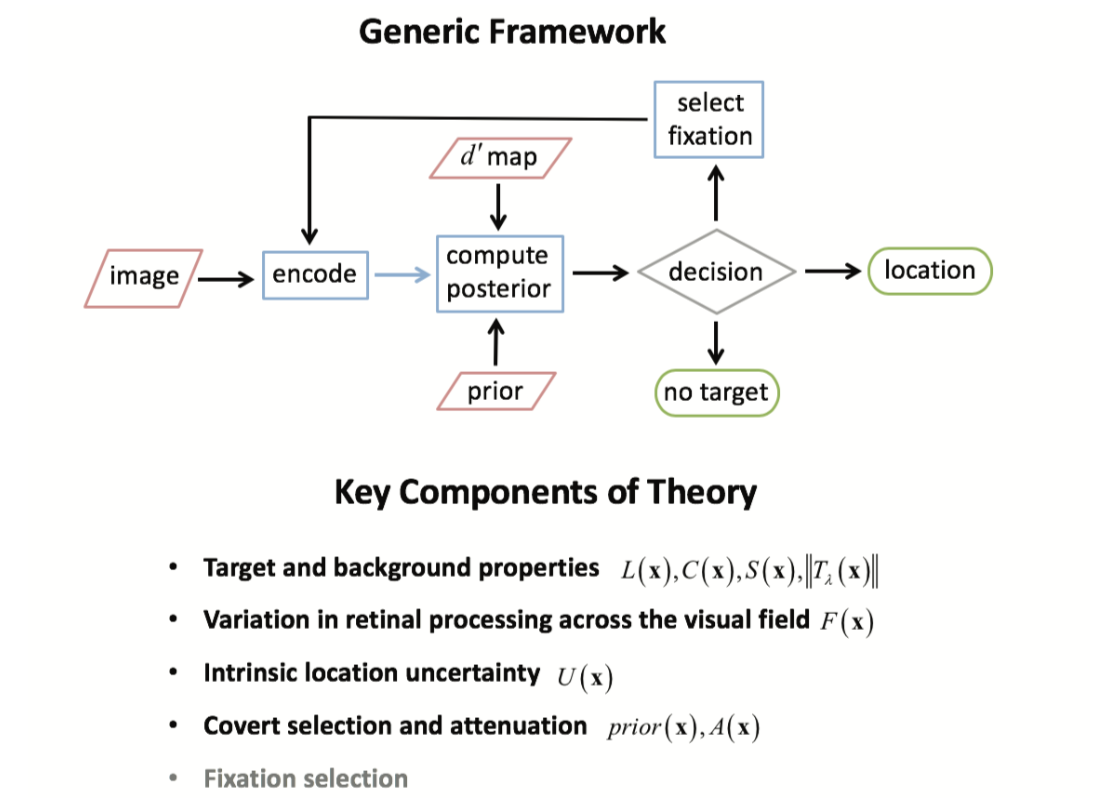 Generic Framework
select
fixation
d′ map
image
encode
compute
posterior
decision
location
prior
no target
Key Components of Theory
• Target and background properties L(x),C(x),S(x),‖Tλ(x)‖
• Variation in retinal processing across the visual field F(x)
• Intrinsic location uncertainty U(x)
• Covert selection and attenuation prior(x),A(x)
• Fixation selection